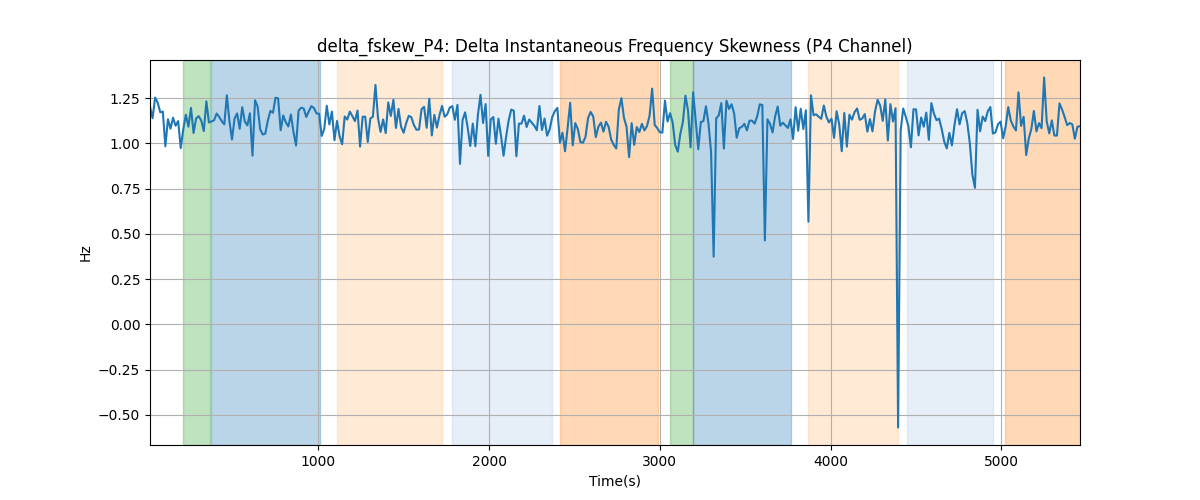 delta_fskew_P4: Delta Instantaneous Frequency Skewness (P4 Channel)
1.25
1.00
0.75
0.50
0.25
0.00
−0.25
−0.50
Hz
1000 2000 3000 4000 5000
Time(s)